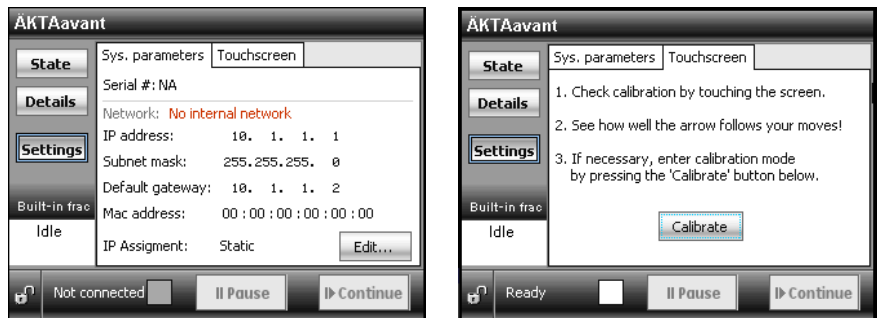 ÄKTAavant
State
Details
Settings
Built-in frac
Idle
Sys. parameters Touchscreen
Serial #: NA
Network: No internal network
IP address: 10. 1. 1. 1
Subnet mask: 255.255.255. 0
Default gateway: 10. 1. 1. 2
Mac address: 00:00:00:00:00:00
IP Assigment: Static Edit...
Not connected Pause Continue
ÄKTAavant
State
Details
Settings
Built-in frac
Idle
Sys. parameters Touchscreen
1. Check calibration by touching the screen.
2. See how well the arrow follows your moves!
3. If necessary, enter calibration mode
by pressing the 'Calibrate' button below.
Calibrate
Ready Pause Continue